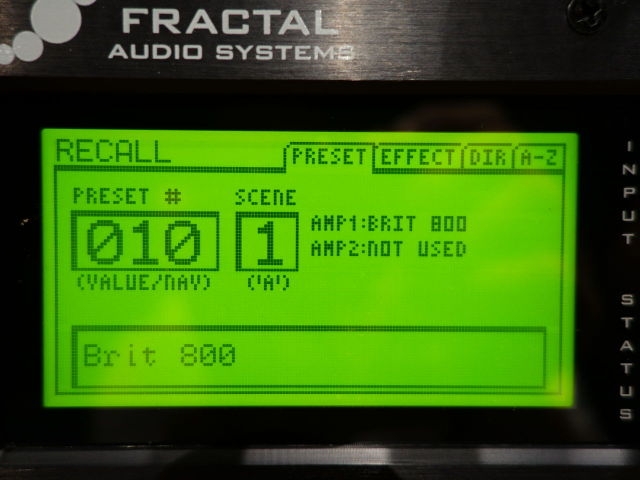 FRACTAL
AUDIO SYSTEMS
RECALL
PRESET EFFECT DIR A-Z
PRESET # SCENE
010 1
AMP1:BRIT 800
AMP2:NOT USED
(VALUE/NAV) ('A')
Brit 800
INPUT STATUS